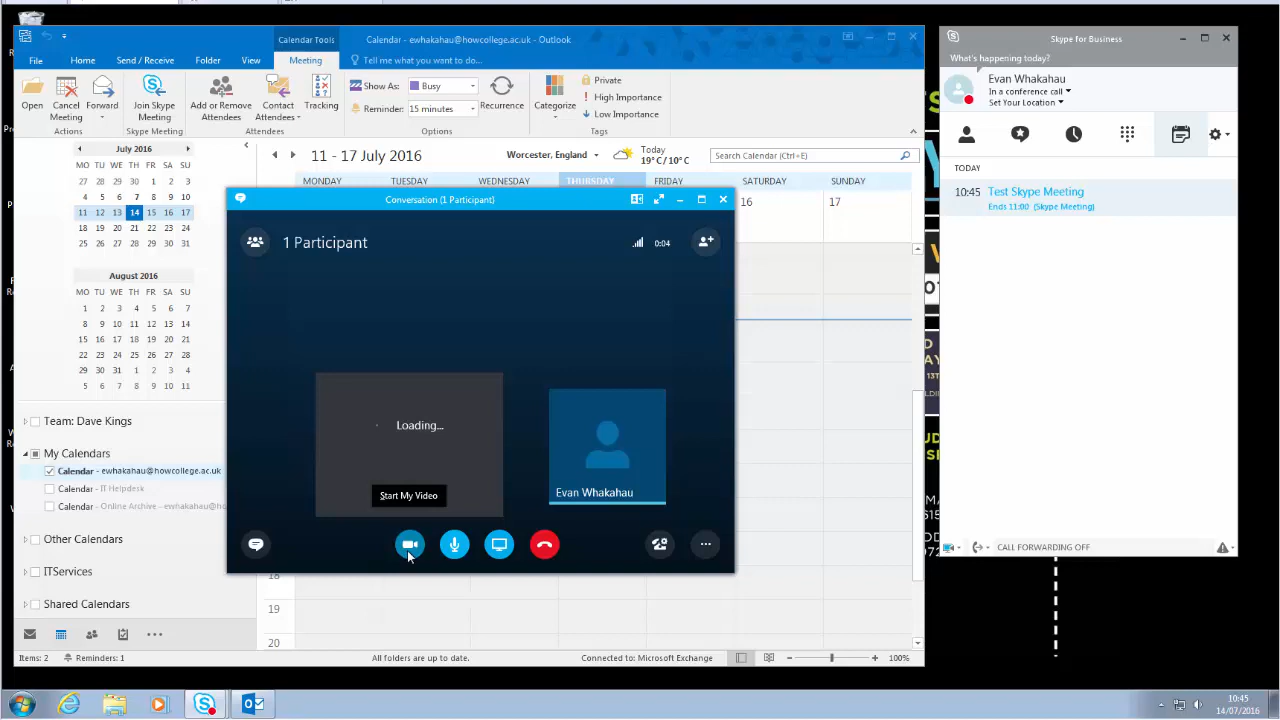 Calendar Tools
Calendar - ewhakahau@howcollege.ac.uk - Outlook
File Home Send / Receive Folder View Meeting Tell me what you want to do...
Open
Cancel Meeting
Forward
Actions
Join Skype Meeting
Skype Meeting
Add or Remove Attendees
Contact Attendees
Attendees
Tracking
Show As: Busy
Reminder: 15 minutes
Recurrence
Options
Categorize
Private
High Importance
Low Importance
Tags
July 2016
MO TU WE TH FR SA SU
27 28 29 30 1 2 3
4 5 6 7 8 9 10
11 12 13 14 15 16 17
18 19 20 21 22 23 24
25 26 27 28 29 30 31
August 2016
MO TU WE TH FR SA SU
1 2 3 4 5 6 7
8 9 10 11 12 13 14
15 16 17 18 19 20 21
22 23 24 25 26 27 28
29 30 31 1 2 3 4
5 6 7 8 9 10 11
Team: Dave Kings
My Calendars
Calendar - ewhakahau@howcollege.ac.uk
Calendar - IT Helpdesk
Calendar - Online Archive - ewhakahau@ho
Other Calendars
ITServices
Shared Calendars
11 - 17 July 2016
Worcester, England
Today
19°C / 10°C
Search Calendar (Ctrl+E)
MONDAY TUESDAY WEDNESDAY THURSDAY FRIDAY SATURDAY SUNDAY
16 17
18
19
20
Conversation (1 Participant)
1 Participant
0:04
Loading...
Start My Video
Evan Whakahau
Items: 2 Reminders: 1 All folders are up to date. Connected to: Microsoft Exchange 100%
Skype for Business
What's happening today?
Evan Whakahau
In a conference call
Set Your Location
TODAY
10:45 Test Skype Meeting
Ends 11:00 (Skype Meeting)
CALL FORWARDING OFF
10:45
14/07/2016